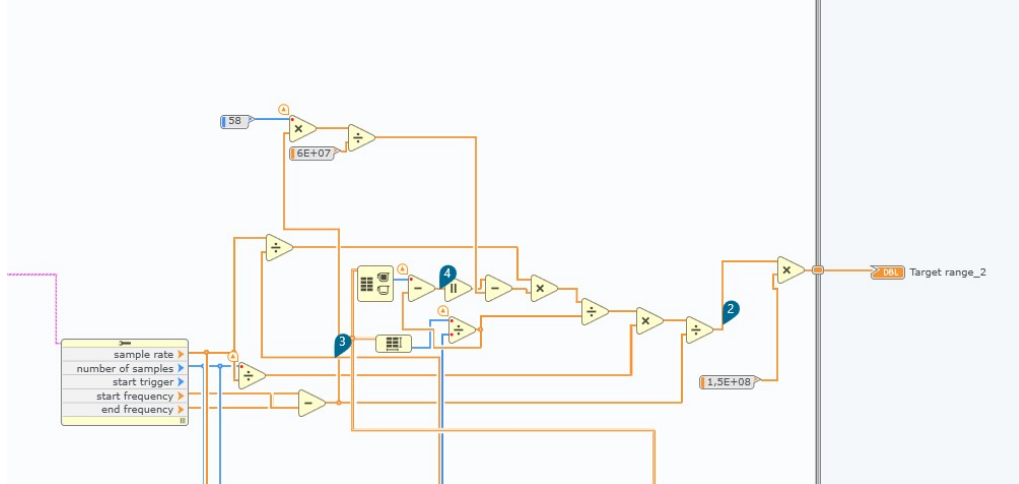 58
×
÷
6E+07
÷
4
−
−
×
DBL Target range_2
×
÷
÷
×
÷
2
3
sample rate
number of samples
start trigger
start frequency
end frequency
÷
−
1,5E+08